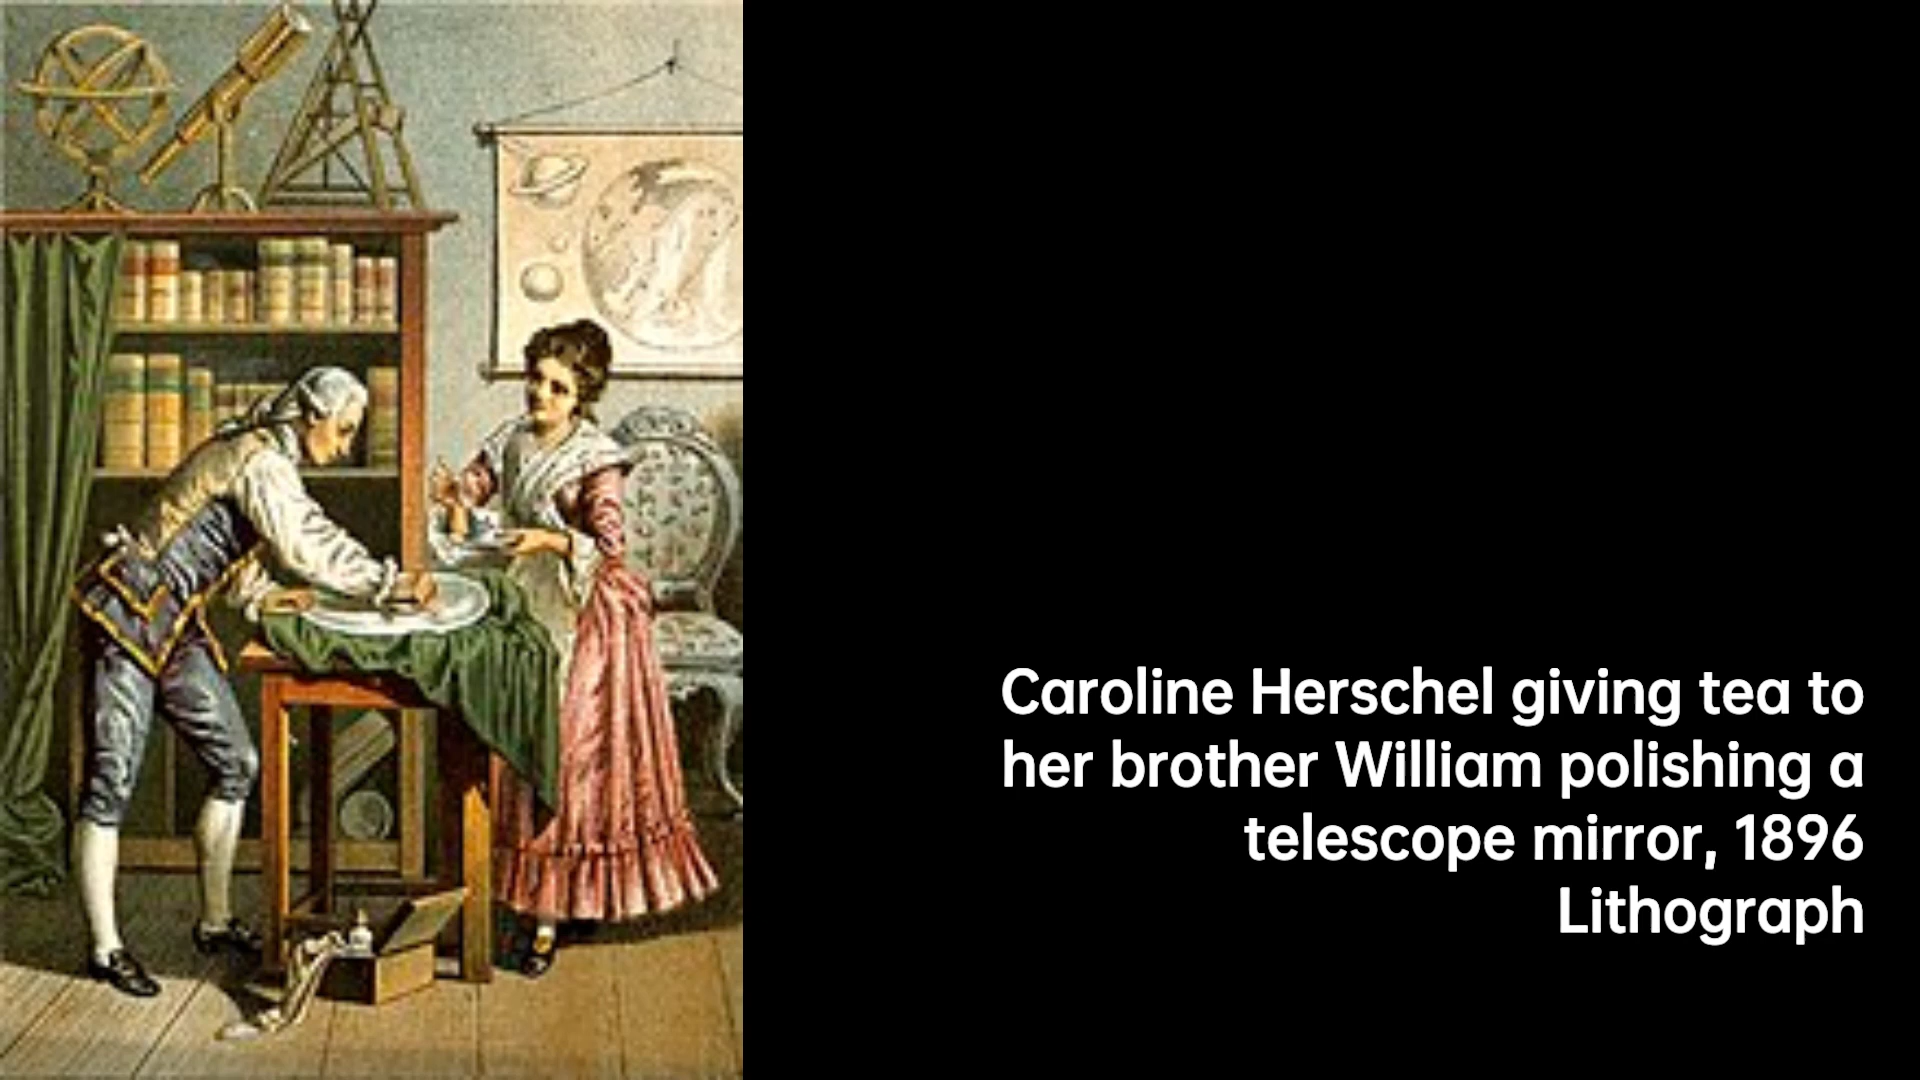 Caroline Herschel giving tea to
her brother William polishing a
telescope mirror, 1896
Lithograph